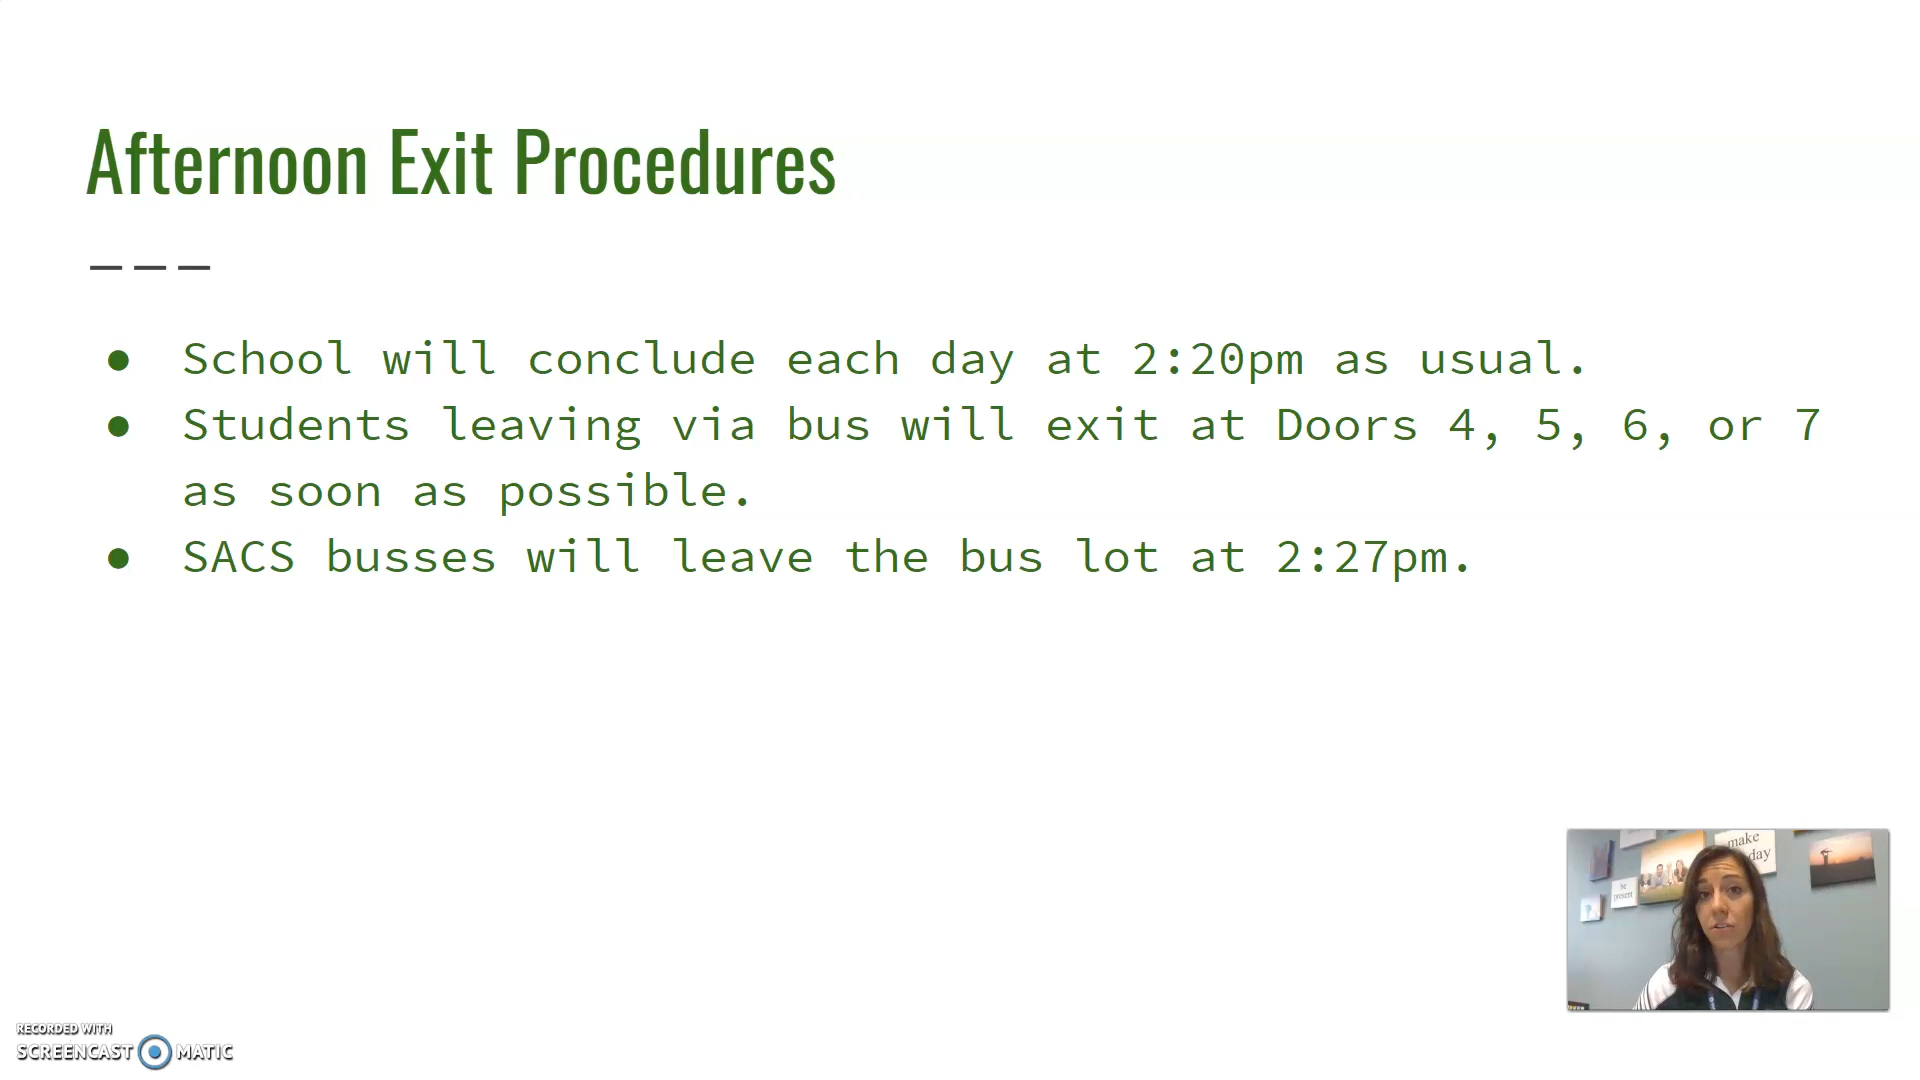 Afternoon Exit Procedures
● School will conclude each day at 2:20pm as usual.
● Students leaving via bus will exit at Doors 4, 5, 6, or 7
as soon as possible.
● SACS busses will leave the bus lot at 2:27pm.
make
day
be
present
RECORDED WITH
SCREENCAST MATIC